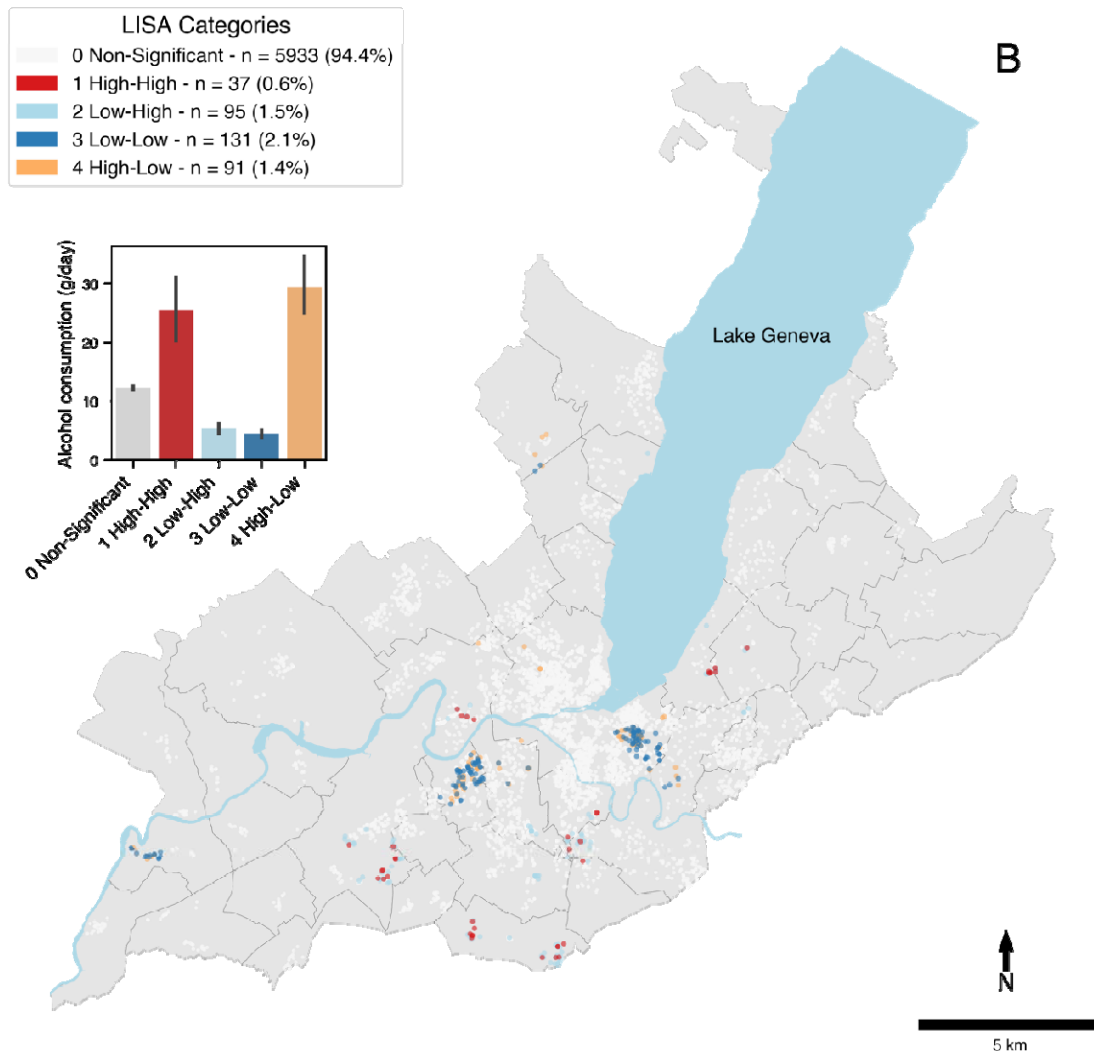 LISA Categories
0 Non-Significant - n = 5933 (94.4%)
1 High-High - n = 37 (0.6%)
2 Low-High - n = 95 (1.5%)
3 Low-Low - n = 131 (2.1%)
4 High-Low - n = 91 (1.4%)
B
Alcohol consumption (g/day)
30
20
10
0
0 Non-Significant
1 High-High
2 Low-High
3 Low-Low
4 High-Low
Lake Geneva
N
5 km